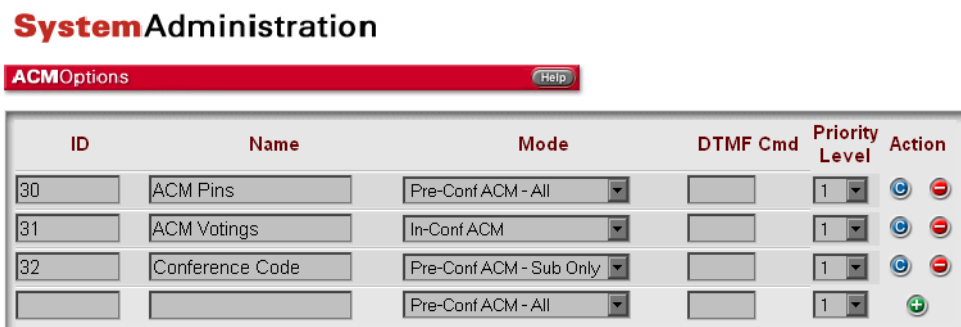 SystemAdministration
ACMOptions Help
ID Name Mode DTMF Cmd Priority Level Action
30 ACM Pins Pre-Conf ACM - All 1 C
31 ACM Votings In-Conf ACM 1 C
32 Conference Code Pre-Conf ACM - Sub Only 1 C
Pre-Conf ACM - All 1